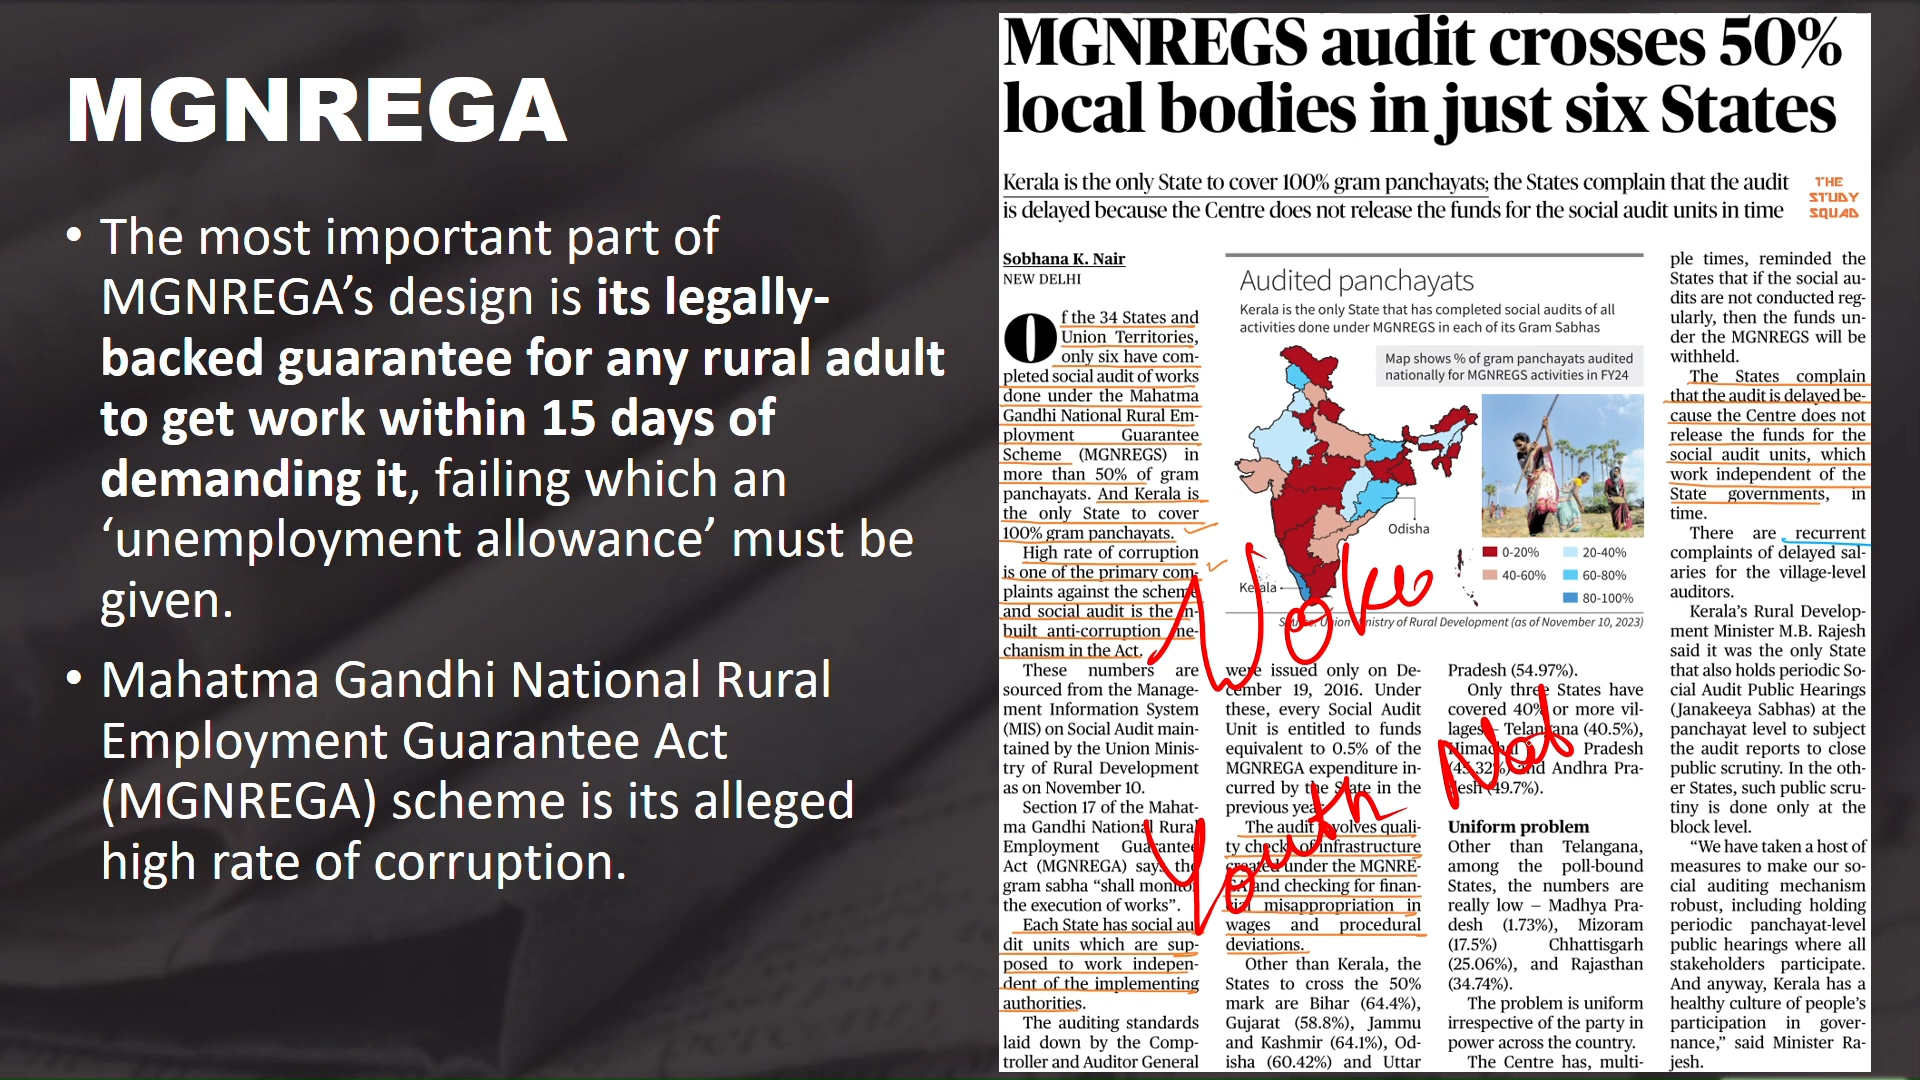 MGNREGA
• The most important part of
MGNREGA’s design is its legally-
backed guarantee for any rural adult
to get work within 15 days of
demanding it, failing which an
‘unemployment allowance’ must be
given.
• Mahatma Gandhi National Rural
Employment Guarantee Act
(MGNREGA) scheme is its alleged
high rate of corruption.
MGNREGS audit crosses 50%
local bodies in just six States
Kerala is the only State to cover 100% gram panchayats; the States complain that the audit
is delayed because the Centre does not release the funds for the social audit units in time
THE
STUDY
SQUAD
Sobhana K. Nair
NEW DELHI
Of the 34 States and
Union Territories,
only six have com-
pleted social audit of works
done under the Mahatma
Gandhi National Rural Em-
ployment Guarantee
Scheme (MGNREGS) in
more than 50% of gram
panchayats. And Kerala is
the only State to cover
100% gram panchayats.
High rate of corruption
is one of the primary com-
plaints against the scheme
and social audit is the in-
built anti-corruption me-
chanism in the Act.
These numbers are
sourced from the Manage-
ment Information System
(MIS) on Social Audit main-
tained by the Union Minis-
try of Rural Development
as on November 10.
Section 17 of the Mahat-
ma Gandhi National Rural
Employment Guarantee
Act (MGNREGA) says the
gram sabha “shall monitor
the execution of works”.
Each State has social au-
dit units which are sup-
posed to work indepen-
dent of the implementing
authorities.
The auditing standards
laid down by the Comp-
troller and Auditor General
Audited panchayats
Kerala is the only State that has completed social audits of all
activities done under MGNREGS in each of its Gram Sabhas
Map shows % of gram panchayats audited
nationally for MGNREGS activities in FY24
Odisha
Kerala
0-20%
20-40%
40-60%
60-80%
80-100%
Source: Union Ministry of Rural Development (as of November 10, 2023)
were issued only on De-
cember 19, 2016. Under
these, every Social Audit
Unit is entitled to funds
equivalent to 0.5% of the
MGNREGA expenditure in-
curred by the State in the
previous year.
The audit involves quali-
ty check of infrastructure
created under the MGNRE-
GA and checking for finan-
cial misappropriation in
wages and procedural
deviations.
Other than Kerala, the
States to cross the 50%
mark are Bihar (64.4%),
Gujarat (58.8%), Jammu
and Kashmir (64.1%), Od-
isha (60.42%) and Uttar
Pradesh (54.97%).
Only three States have
covered 40% or more vil-
lages – Telangana (40.5%),
Himachal Pradesh
(45.32%) and Andhra Pra-
desh (49.7%).
Uniform problem
Other than Telangana,
among the poll-bound
States, the numbers are
really low – Madhya Pra-
desh (1.73%), Mizoram
(17.5%) Chhattisgarh
(25.06%), and Rajasthan
(34.74%).
The problem is uniform
irrespective of the party in
power across the country.
The Centre has, multi-
ple times, reminded the
States that if the social au-
dits are not conducted reg-
ularly, then the funds un-
der the MGNREGS will be
withheld.
The States complain
that the audit is delayed be-
cause the Centre does not
release the funds for the
social audit units, which
work independent of the
State governments, in
time.
There are recurrent
complaints of delayed sal-
aries for the village-level
auditors.
Kerala’s Rural Develop-
ment Minister M.B. Rajesh
said it was the only State
that also holds periodic So-
cial Audit Public Hearings
(Janakeeya Sabhas) at the
panchayat level to subject
the audit reports to close
public scrutiny. In the oth-
er States, such public scru-
tiny is done only at the
block level.
“We have taken a host of
measures to make our so-
cial auditing mechanism
robust, including holding
periodic panchayat-level
public hearings where all
stakeholders participate.
And anyway, Kerala has a
healthy culture of people’s
participation in gover-
nance,” said Minister Ra-
jesh.
Youth Not